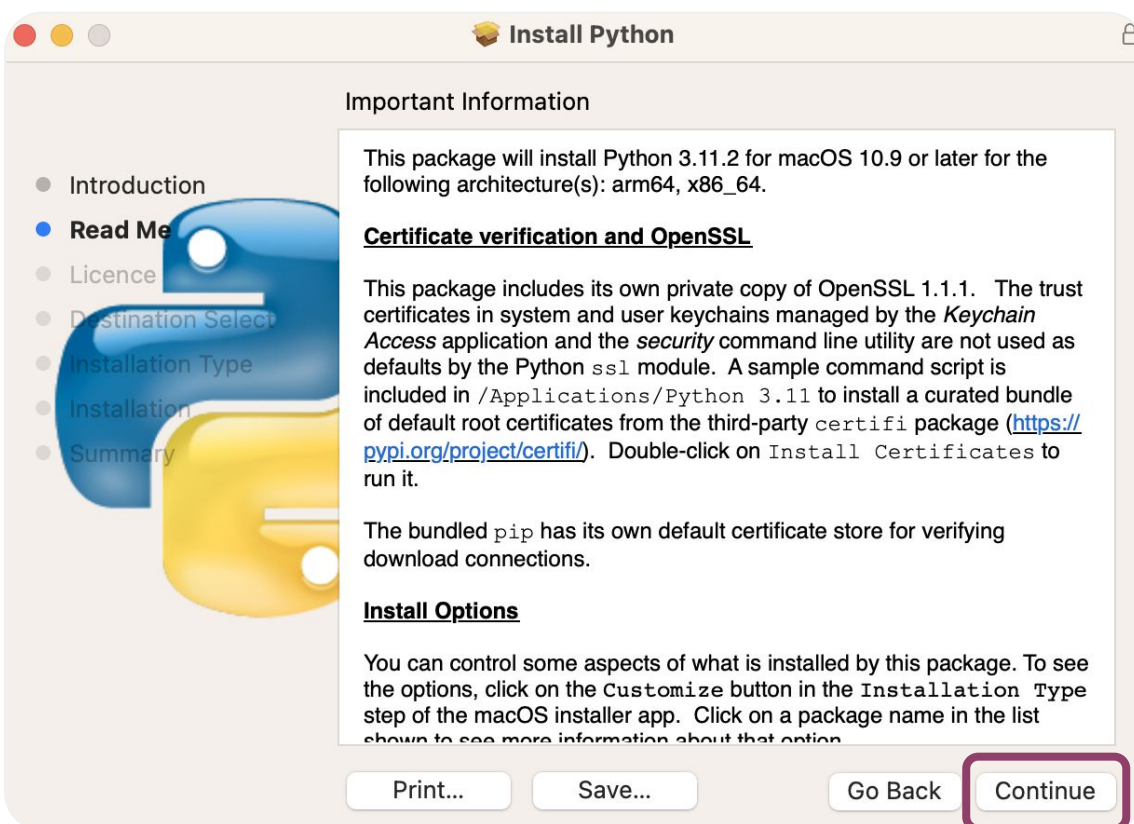 Install Python
Important Information
Introduction
Read Me
Licence
Destination Select
Installation Type
Installation
Summary
This package will install Python 3.11.2 for macOS 10.9 or later for the
following architecture(s): arm64, x86_64.
Certificate verification and OpenSSL
This package includes its own private copy of OpenSSL 1.1.1.   The trust
certificates in system and user keychains managed by the Keychain
Access application and the security command line utility are not used as
defaults by the Python ssl module.  A sample command script is
included in /Applications/Python 3.11 to install a curated bundle
of default root certificates from the third-party certifi package (https://
pypi.org/project/certifi/).  Double-click on Install Certificates to
run it.
The bundled pip has its own default certificate store for verifying
download connections.
Install Options
You can control some aspects of what is installed by this package. To see
the options, click on the Customize button in the Installation Type
step of the macOS installer app.  Click on a package name in the list
shown to see more information about that option
Print...
Save...
Go Back
Continue